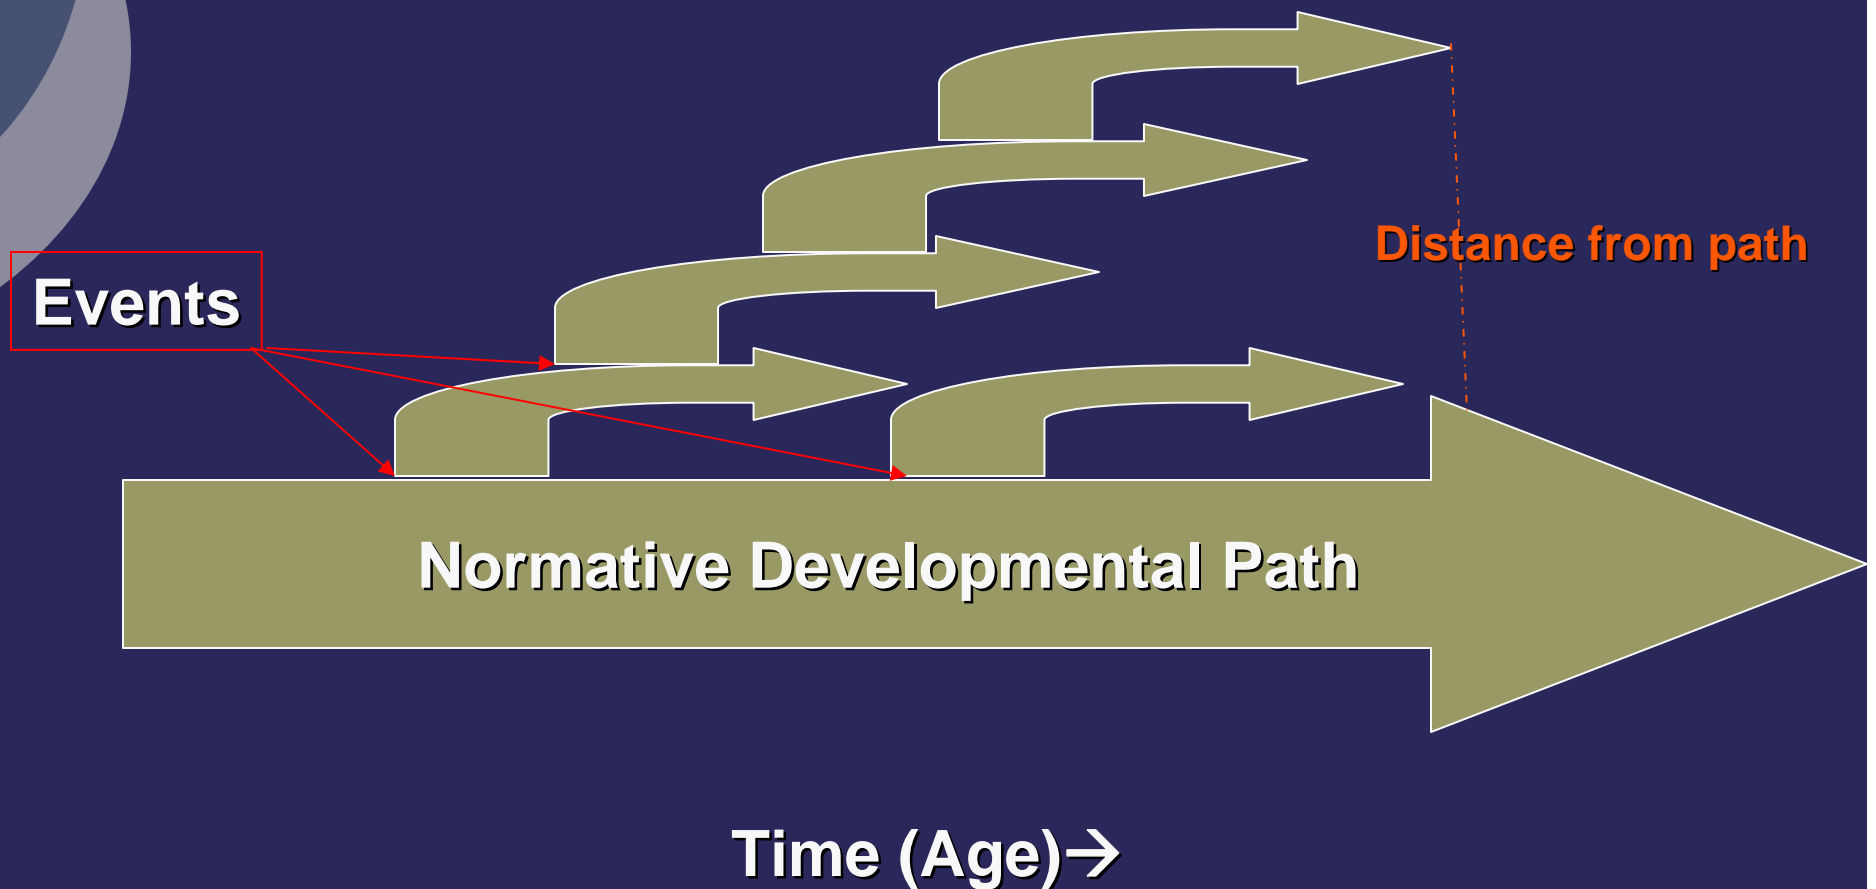 Distance from path
Events
Normative Developmental Path
Time (Age)→